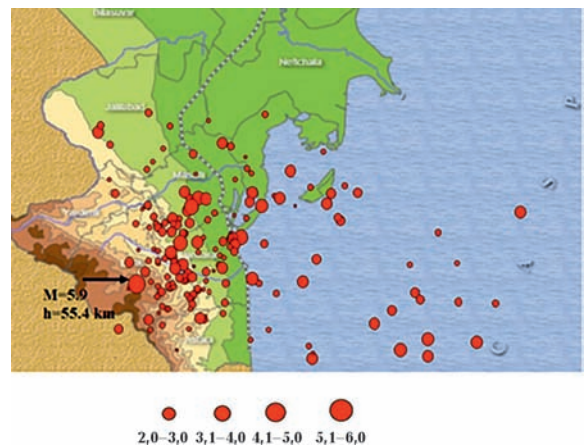 Bilasuvar
Neftchala
Jalilabad
Masalli
M=5.9
h=55.4 km
2,0–3,0 3,1–4,0 4,1–5,0 5,1–6,0